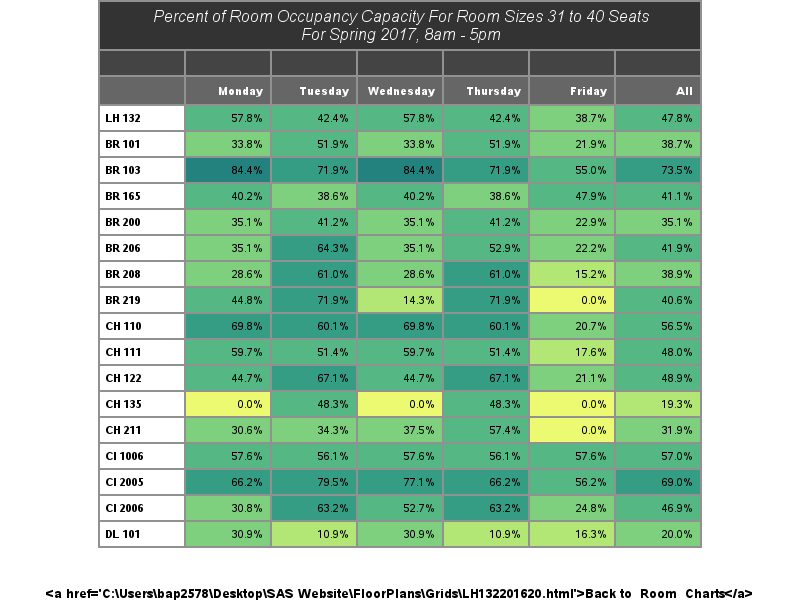 Percent of Room Occupancy Capacity For Room Sizes 31 to 40 Seats
For Spring 2017, 8am - 5pm
Monday Tuesday Wednesday Thursday Friday All
LH 132 57.8% 42.4% 57.8% 42.4% 38.7% 47.8%
BR 101 33.8% 51.9% 33.8% 51.9% 21.9% 38.7%
BR 103 84.4% 71.9% 84.4% 71.9% 55.0% 73.5%
BR 165 40.2% 38.6% 40.2% 38.6% 47.9% 41.1%
BR 200 35.1% 41.2% 35.1% 41.2% 22.9% 35.1%
BR 206 35.1% 64.3% 35.1% 52.9% 22.2% 41.9%
BR 208 28.6% 61.0% 28.6% 61.0% 15.2% 38.9%
BR 219 44.8% 71.9% 14.3% 71.9% 0.0% 40.6%
CH 110 69.8% 60.1% 69.8% 60.1% 20.7% 56.5%
CH 111 59.7% 51.4% 59.7% 51.4% 17.6% 48.0%
CH 122 44.7% 67.1% 44.7% 67.1% 21.1% 48.9%
CH 135 0.0% 48.3% 0.0% 48.3% 0.0% 19.3%
CH 211 30.6% 34.3% 37.5% 57.4% 0.0% 31.9%
CI 1006 57.6% 56.1% 57.6% 56.1% 57.6% 57.0%
CI 2005 66.2% 79.5% 77.1% 66.2% 56.2% 69.0%
CI 2006 30.8% 63.2% 52.7% 63.2% 24.8% 46.9%
DL 101 30.9% 10.9% 30.9% 10.9% 16.3% 20.0%
<a href='C:\Users\bap2578\Desktop\SAS Website\FloorPlans\Grids\LH132201620.html'>Back to Room Charts</a>